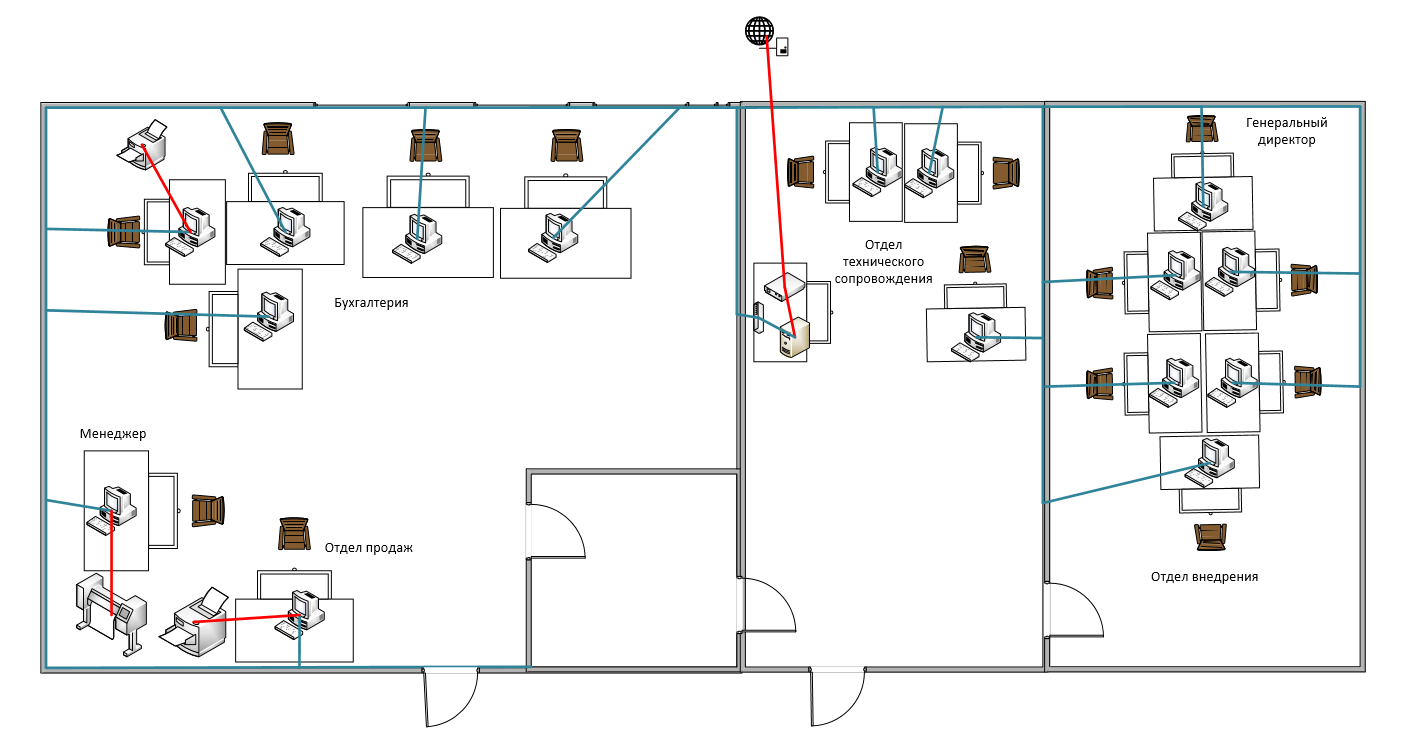 Генеральный
директор
Отдел
технического
сопровождения
Бухгалтерия
Менеджер
Отдел продаж
Отдел внедрения